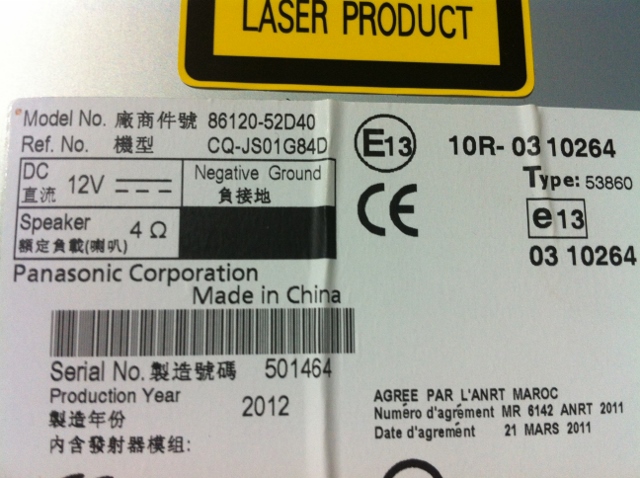 LASER PRODUCT
Model No. 廠商件號 86120-52D40
Ref. No. 機型 CQ-JS01G84D
DC 直流 12V
Negative Ground
負接地
Speaker 4 Ω
額定負載(喇叭)
Panasonic Corporation
Made in China
Serial No. 製造號碼 501464
Production Year 2012
製造年份
內含發射器模組:
E13 10R- 03 10264
Type: 53860
CE
e13
03 10264
AGREE PAR L'ANRT MAROC
Numéro d'agrément MR 6142 ANRT 2011
Date d'agrément 21 MARS 2011